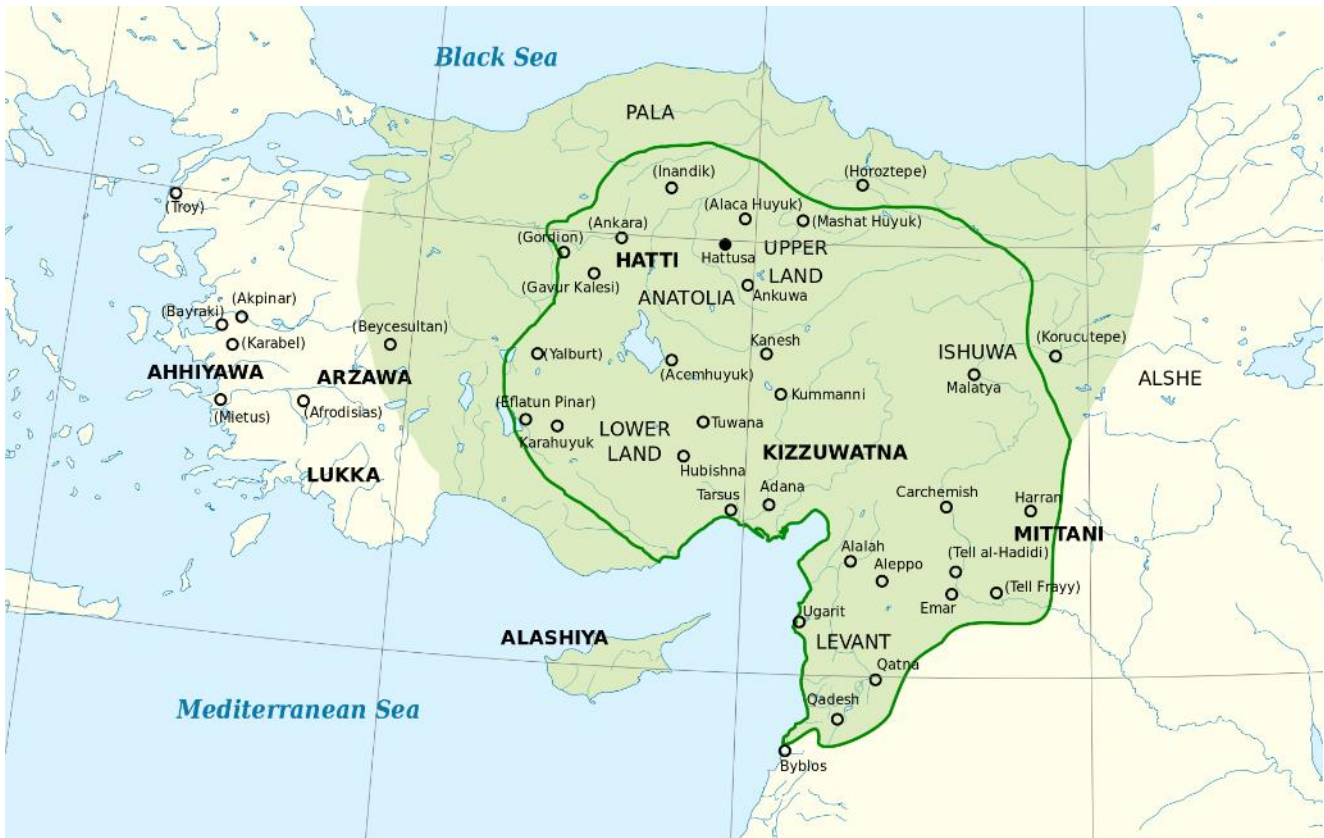 Black Sea
PALA
(Inandik)
(Horoztepe)
(Troy)
(Alaca Huyuk)
(Mashat Huyuk)
(Ankara)
(Gordion)
HATTI
Hattusa
UPPER
LAND
(Gavur Kalesi)
ANATOLIA
Ankuwa
(Akpinar)
(Bayraki)
(Karabel)
(Beycesultan)
(Yalburt)
(Acemhuyuk)
Kanesh
ISHUWA
(Korucutepe)
Malatya
ALSHE
AHHIYAWA
ARZAWA
(Mietus)
(Afrodisias)
(Eflatun Pinar)
Karahuyuk
LOWER
LAND
Tuwana
Kummanni
Hubishna
KIZZUWATNA
LUKKA
Tarsus
Adana
Carchemish
Harran
MITTANI
Alalah
Aleppo
(Tell al-Hadidi)
Emar
(Tell Frayy)
Ugarit
LEVANT
ALASHIYA
Qatna
Qadesh
Mediterranean Sea
Byblos